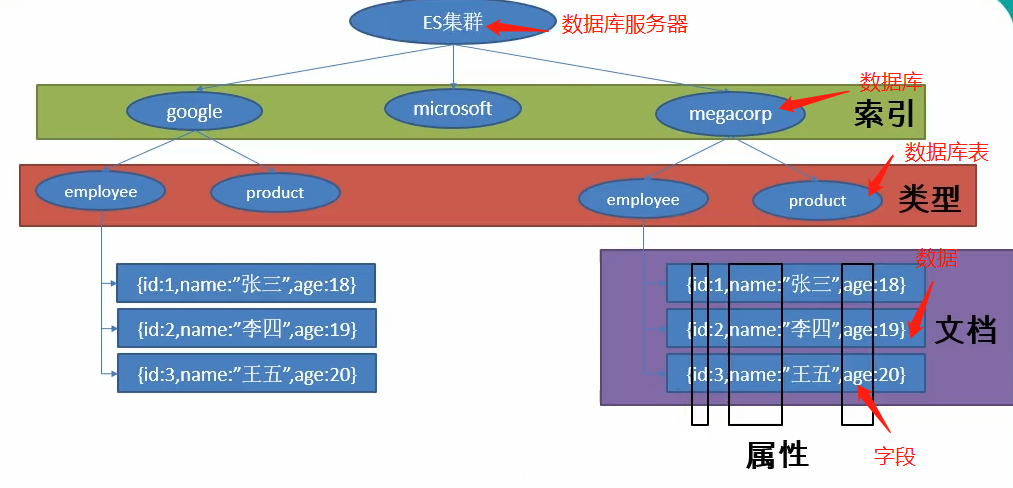 ES集群
数据库服务器
google
microsoft
megacorp
数据库
索引
employee
product
employee
product
数据库表
类型
{id:1,name:”张三”,age:18}
{id:2,name:”李四”,age:19}
{id:3,name:”王五”,age:20}
{id:1,name:”张三”,age:18}
{id:2,name:”李四”,age:19}
{id:3,name:”王五”,age:20}
数据
文档
属性
字段